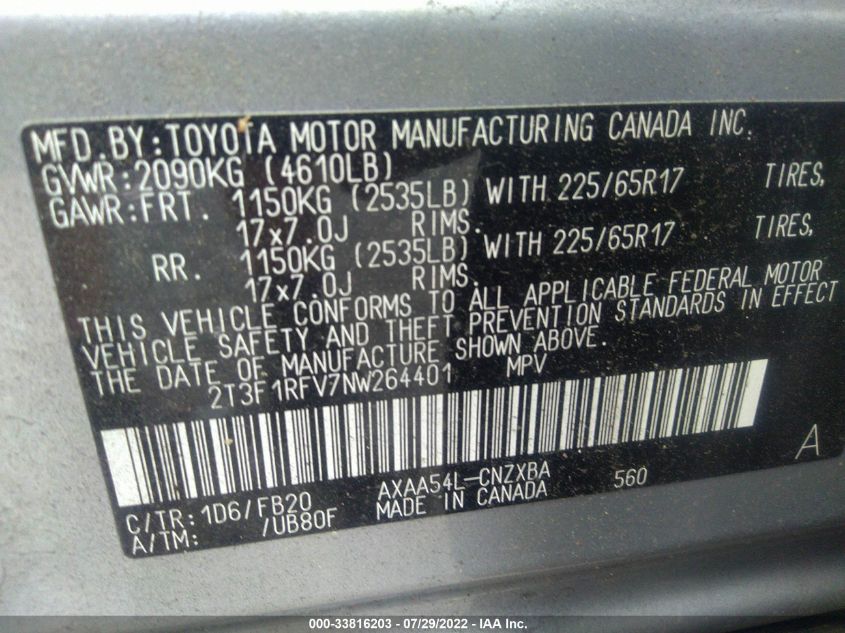 MFD.BY:TOYOTA MOTOR MANUFACTURING CANADA INC.
GVWR:2090KG (4610LB)
GAWR:FRT. 1150KG (2535LB) WITH 225/65R17 TIRES,
17x7.0J RIMS.
RR. 1150KG (2535LB) WITH 225/65R17 TIRES,
17x7.0J RIMS.
THIS VEHICLE CONFORMS TO ALL APPLICABLE FEDERAL MOTOR
VEHICLE SAFETY AND THEFT PREVENTION STANDARDS IN EFFECT
THE DATE OF MANUFACTURE SHOWN ABOVE.
2T3F1RFV7NW264401 MPV
A
C/TR:1D6/FB20 AXAA54L-CNZXBA 560
A/TM: /UB80F MADE IN CANADA
000-33816203 - 07/29/2022 - IAA Inc.